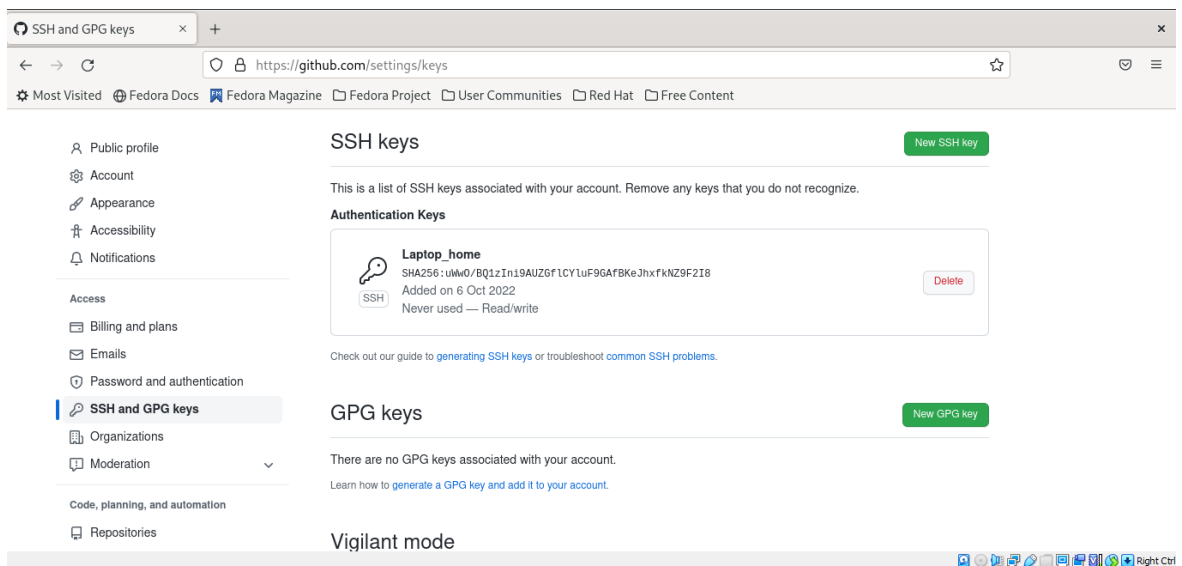 SSH and GPG keys
https://github.com/settings/keys
Most Visited Fedora Docs Fedora Magazine Fedora Project User Communities Red Hat Free Content
Public profile
Account
Appearance
Accessibility
Notifications
Access
Billing and plans
Emails
Password and authentication
SSH and GPG keys
Organizations
Moderation
Code, planning, and automation
Repositories
SSH keys
New SSH key
This is a list of SSH keys associated with your account. Remove any keys that you do not recognize.
Authentication Keys
Laptop_home
SHA256:uWwO/BQ1zIni9AUZGflCYluF9GAfBKeJhxfkNZ9F2I8
Added on 6 Oct 2022
Never used — Read/write
SSH
Delete
Check out our guide to generating SSH keys or troubleshoot common SSH problems.
GPG keys
New GPG key
There are no GPG keys associated with your account.
Learn how to generate a GPG key and add it to your account.
Vigilant mode
Right Ctrl